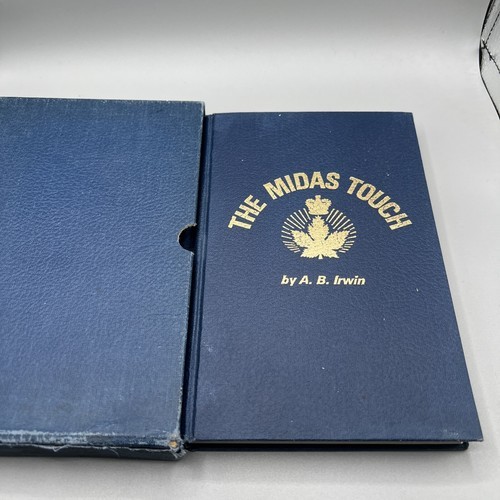 THE MIDAS TOUCH
by A. B. Irwin